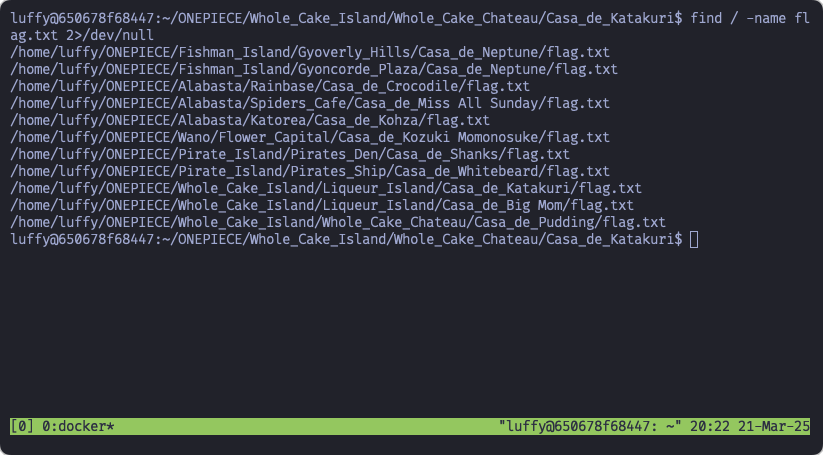 luffy@650678f68447:~/ONEPIECE/Whole_Cake_Island/Whole_Cake_Chateau/Casa_de_Katakuri$ find / -name fl
ag.txt 2>/dev/null
/home/luffy/ONEPIECE/Fishman_Island/Gyoverly_Hills/Casa_de_Neptune/flag.txt
/home/luffy/ONEPIECE/Fishman_Island/Gyoncorde_Plaza/Casa_de_Neptune/flag.txt
/home/luffy/ONEPIECE/Alabasta/Rainbase/Casa_de_Crocodile/flag.txt
/home/luffy/ONEPIECE/Alabasta/Spiders_Cafe/Casa_de_Miss All Sunday/flag.txt
/home/luffy/ONEPIECE/Alabasta/Katorea/Casa_de_Kohza/flag.txt
/home/luffy/ONEPIECE/Wano/Flower_Capital/Casa_de_Kozuki Momonosuke/flag.txt
/home/luffy/ONEPIECE/Pirate_Island/Pirates_Den/Casa_de_Shanks/flag.txt
/home/luffy/ONEPIECE/Pirate_Island/Pirates_Ship/Casa_de_Whitebeard/flag.txt
/home/luffy/ONEPIECE/Whole_Cake_Island/Liqueur_Island/Casa_de_Katakuri/flag.txt
/home/luffy/ONEPIECE/Whole_Cake_Island/Liqueur_Island/Casa_de_Big Mom/flag.txt
/home/luffy/ONEPIECE/Whole_Cake_Island/Whole_Cake_Chateau/Casa_de_Pudding/flag.txt
luffy@650678f68447:~/ONEPIECE/Whole_Cake_Island/Whole_Cake_Chateau/Casa_de_Katakuri$
[0] 0:docker* "luffy@650678f68447: ~" 20:22 21-Mar-25